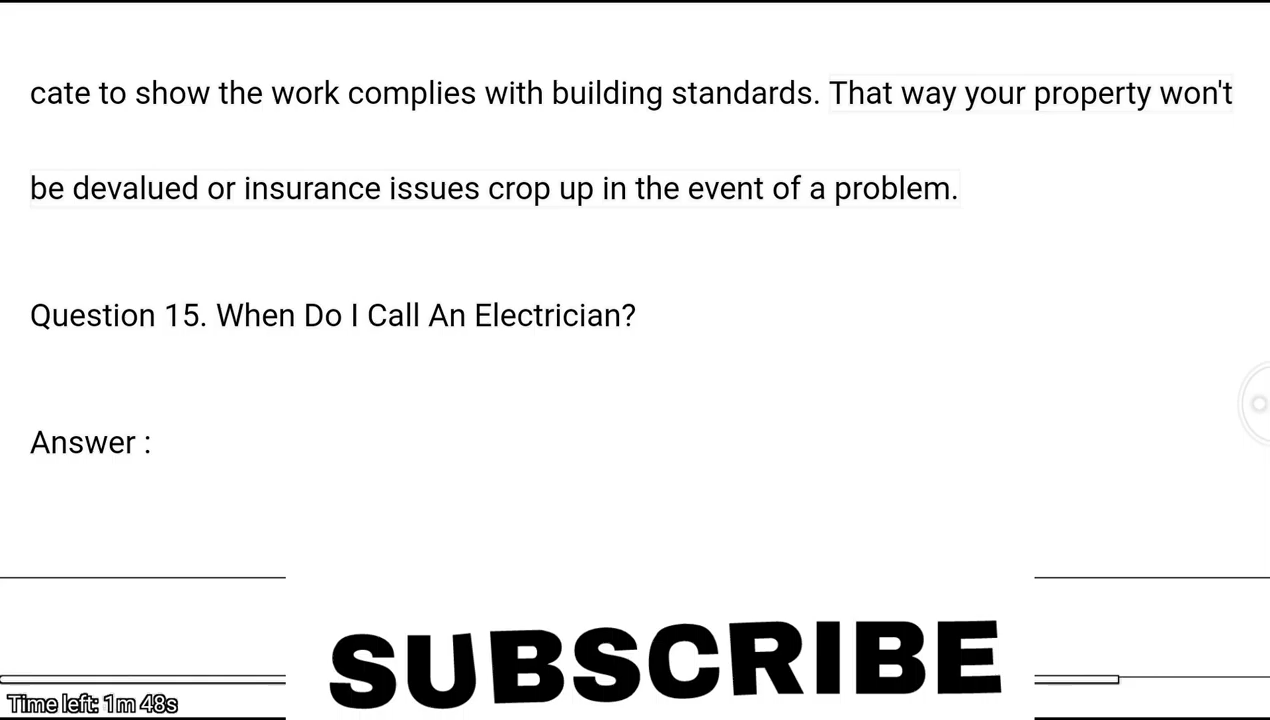 cate to show the work complies with building standards. That way your property won't
be devalued or insurance issues crop up in the event of a problem.
Question 15. When Do I Call An Electrician?
Answer :
SUBSCRIBE
Time left: 1m 48s